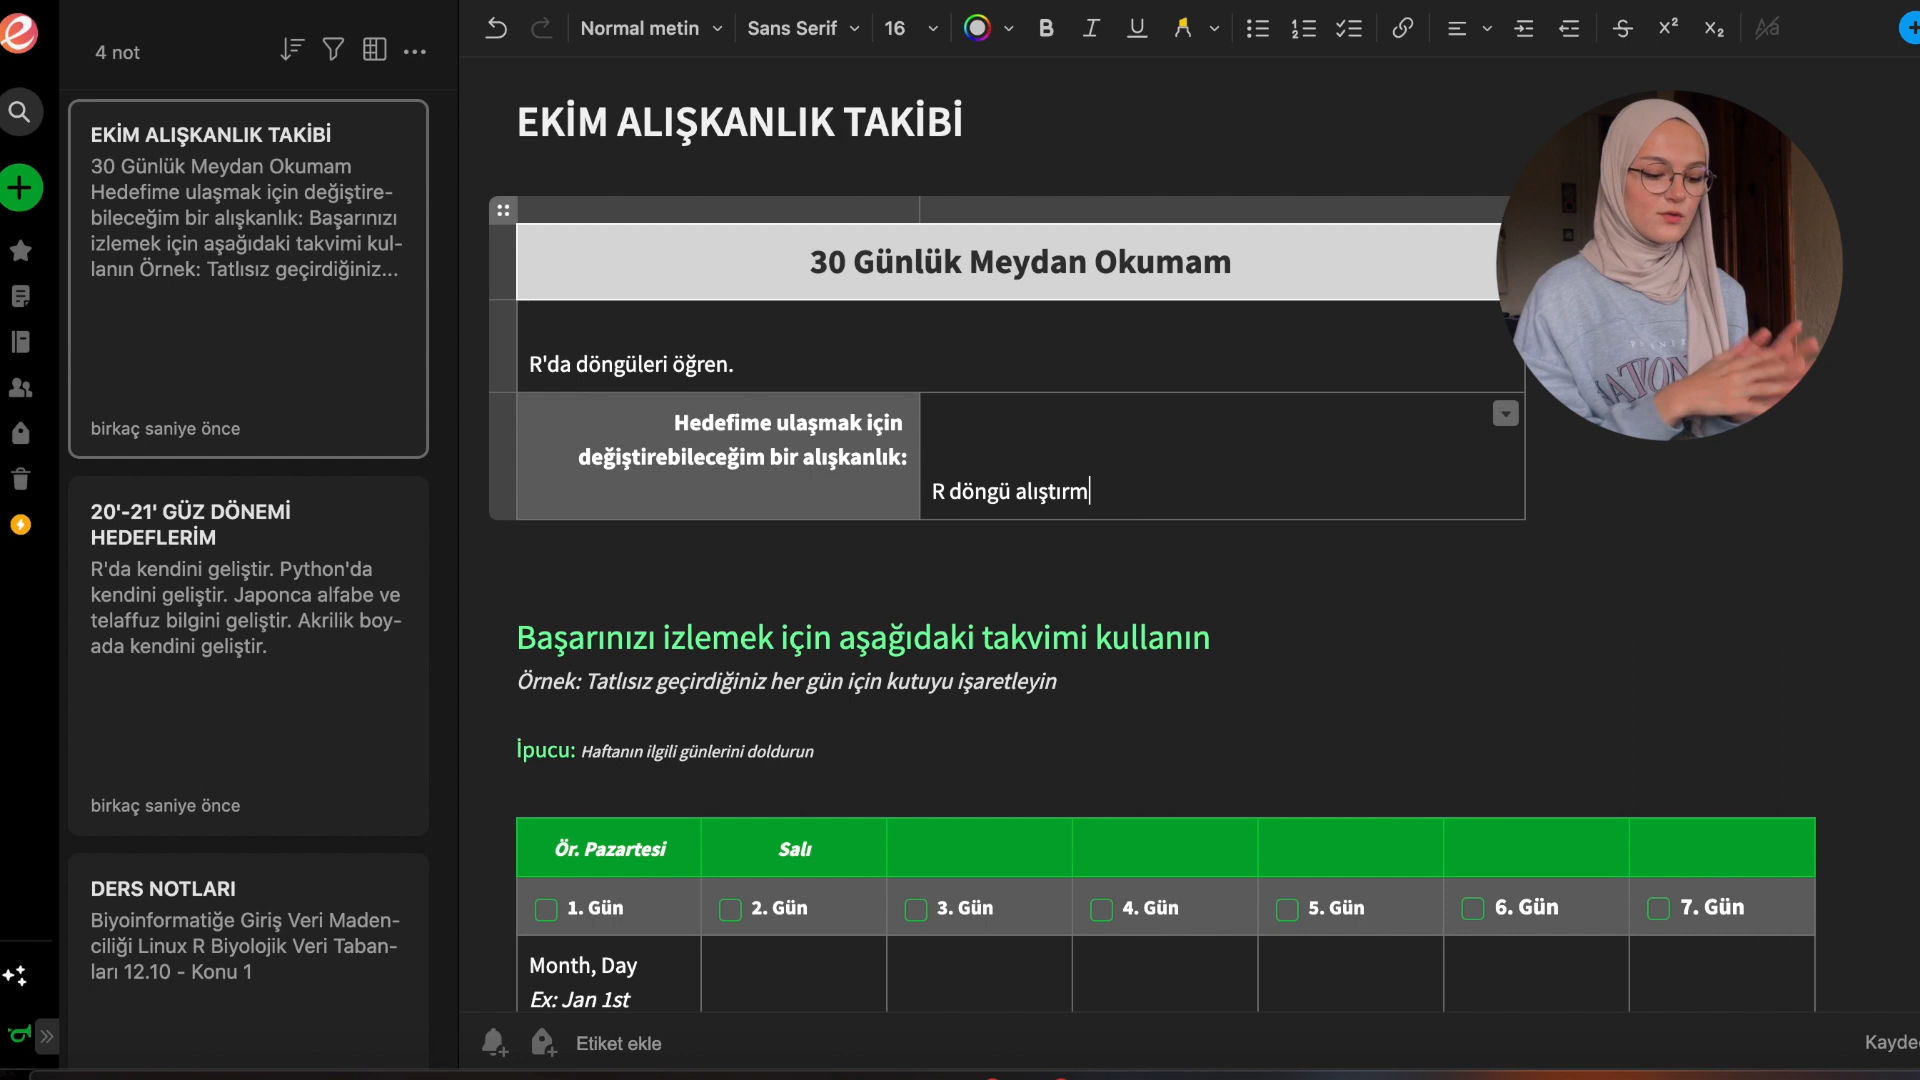 4 not
Normal metin
Sans Serif
16
EKİM ALIŞKANLIK TAKİBİ
30 Günlük Meydan Okumam
Hedefime ulaşmak için değiştire-
bileceğim bir alışkanlık: Başarınızı
izlemek için aşağıdaki takvimi kul-
lanın Örnek: Tatlısız geçirdiğiniz...
birkaç saniye önce
20'-21' GÜZ DÖNEMİ
HEDEFLERİM
R'da kendini geliştir. Python'da
kendini geliştir. Japonca alfabe ve
telaffuz bilgini geliştir. Akrilik boy-
ada kendini geliştir.
birkaç saniye önce
DERS NOTLARI
Biyoinformatiğe Giriş Veri Maden-
ciliği Linux R Biyolojik Veri Taban-
ları 12.10 - Konu 1
EKİM ALIŞKANLIK TAKİBİ
30 Günlük Meydan Okumam
R'da döngüleri öğren.
Hedefime ulaşmak için
değiştirebileceğim bir alışkanlık:
R döngü alıştırm
Başarınızı izlemek için aşağıdaki takvimi kullanın
Örnek: Tatlısız geçirdiğiniz her gün için kutuyu işaretleyin
İpucu: Haftanın ilgili günlerini doldurun
Ör. Pazartesi Salı
1. Gün 2. Gün 3. Gün 4. Gün 5. Gün 6. Gün 7. Gün
Month, Day
Ex: Jan 1st
Etiket ekle